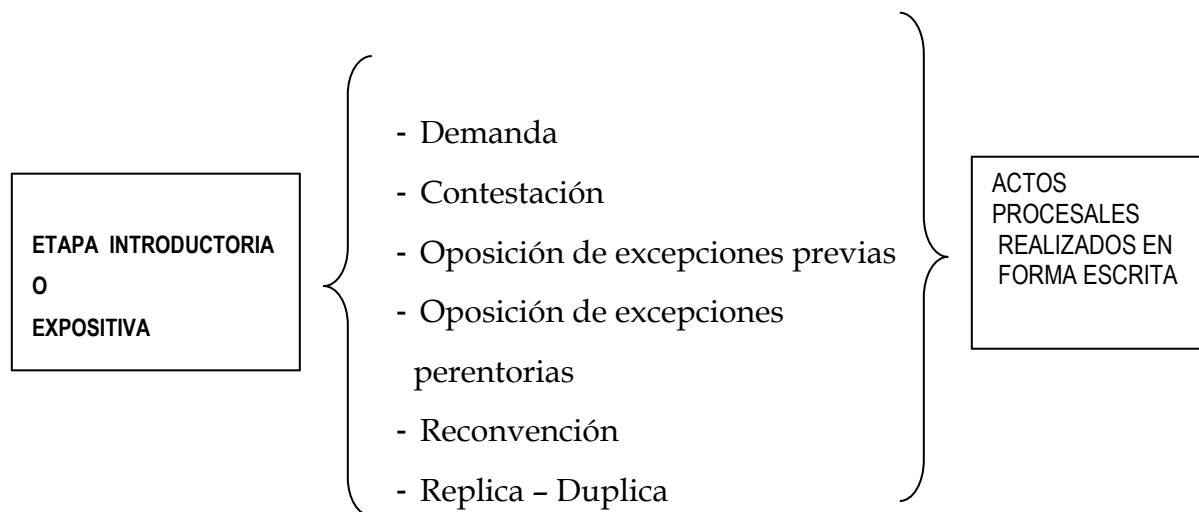 ETAPA INTRODUCTORIA
O
EXPOSITIVA
- Demanda
- Contestación
- Oposición de excepciones previas
- Oposición de excepciones
perentorias
- Reconvención
- Replica – Duplica
ACTOS
PROCESALES
REALIZADOS EN
FORMA ESCRITA